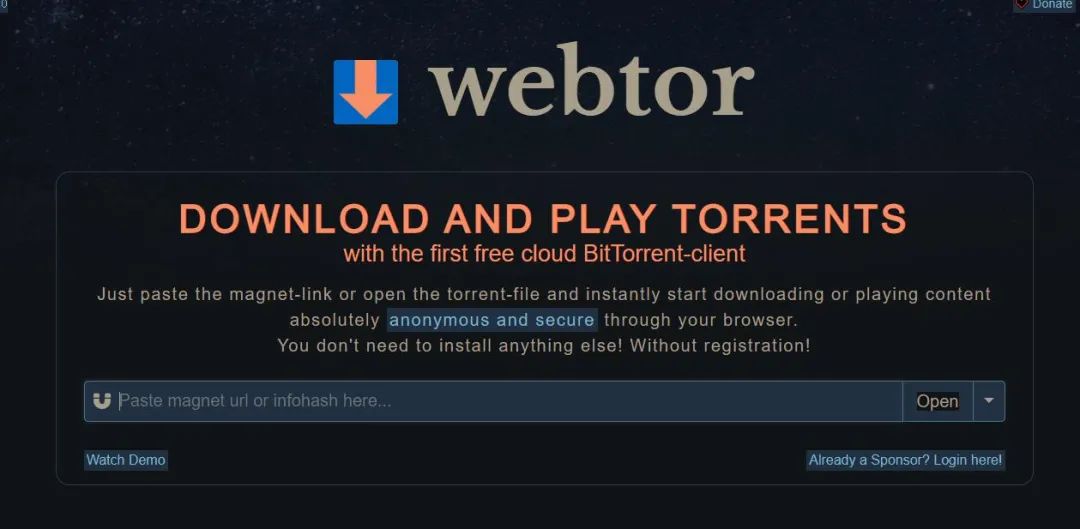 0
Donate
webtor
DOWNLOAD AND PLAY TORRENTS
with the first free cloud BitTorrent-client
Just paste the magnet-link or open the torrent-file and instantly start downloading or playing content
absolutely anonymous and secure through your browser.
You don't need to install anything else! Without registration!
Paste magnet url or infohash here...
Open
Watch Demo
Already a Sponsor? Login here!